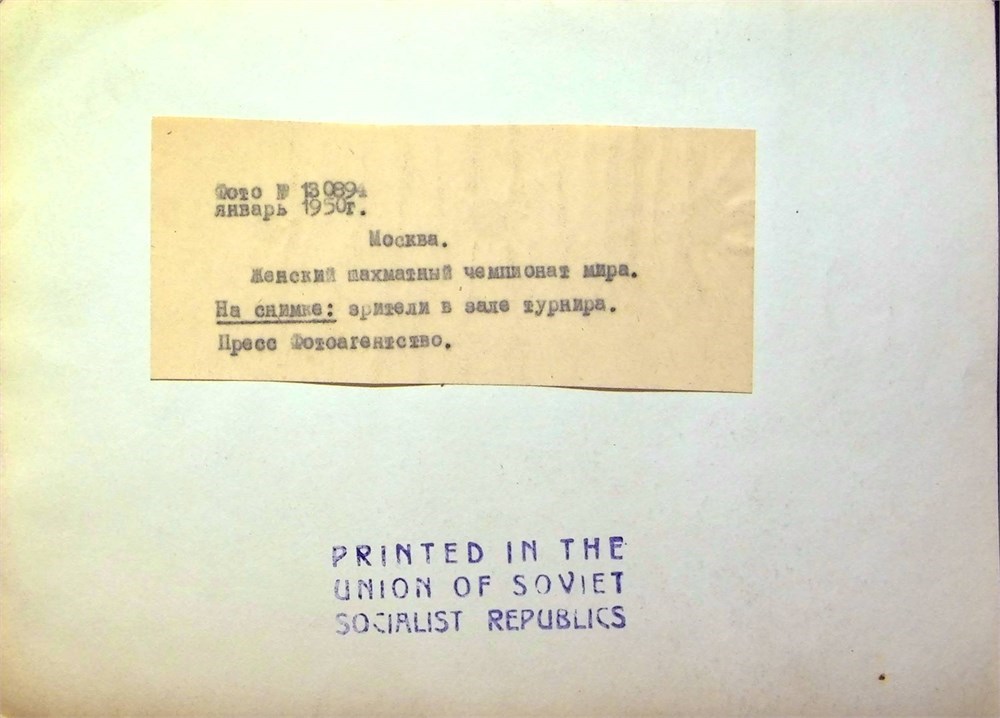 Фото № 130894
январь 1950г.
Москва.
Женский шахматный чемпионат мира.
На снимке: зрители в зале турнира.
Пресс Фотоагентство.
PRINTED IN THE
UNION OF SOVIET
SOCIALIST REPUBLICS